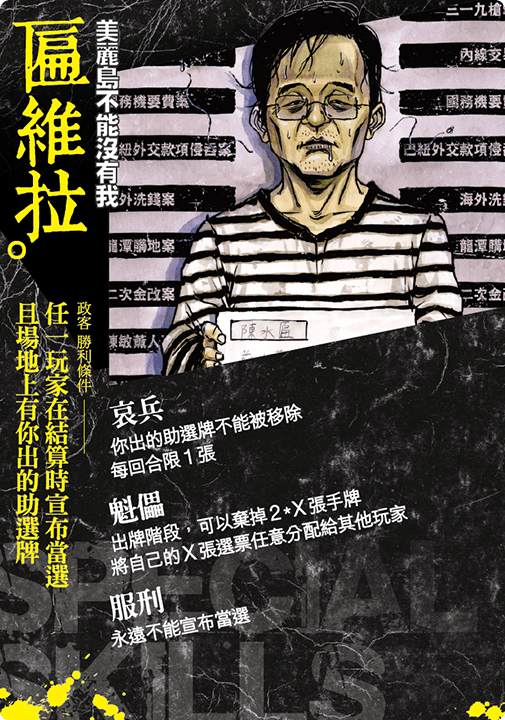 匾維拉。
美麗島不能沒有我
三一九槍
內線交
國務機要
務機要費案
巴紐外交款項侵
紐外交款項侵吞案
海外洗
外洗錢案
龍潭購
龍潭購地案
二次金改
二次金改案
陳敏薰人
陳水匾
政客 勝利條件
任一玩家在結算時宣布當選
且場地上有你出的助選牌
哀兵
你出的助選牌不能被移除
每回合限1張
魁儡
出牌階段，可以棄掉2*X張手牌
將自己的X張選票任意分配給其他玩家
服刑
永遠不能宣布當選
SPECIAL
SKILLS